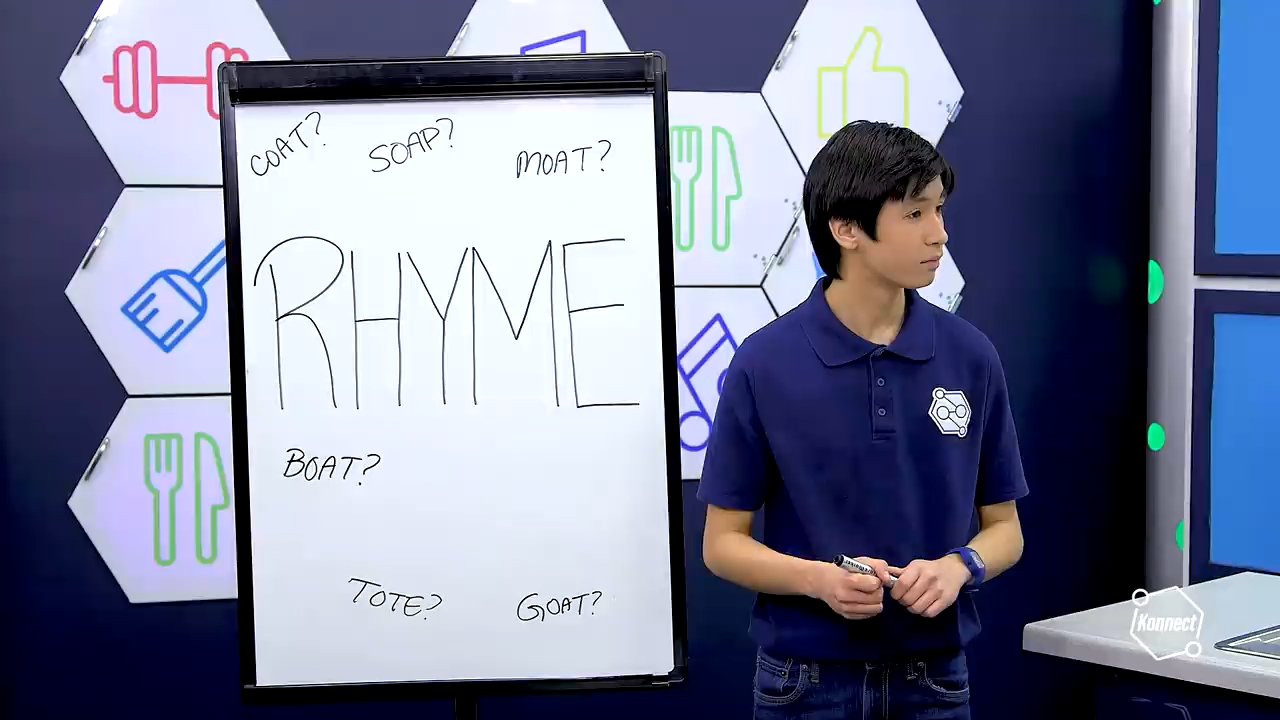 COAT? SOAP? MOAT?
RHYME
BOAT?
TOTE? GOAT?
Konnect